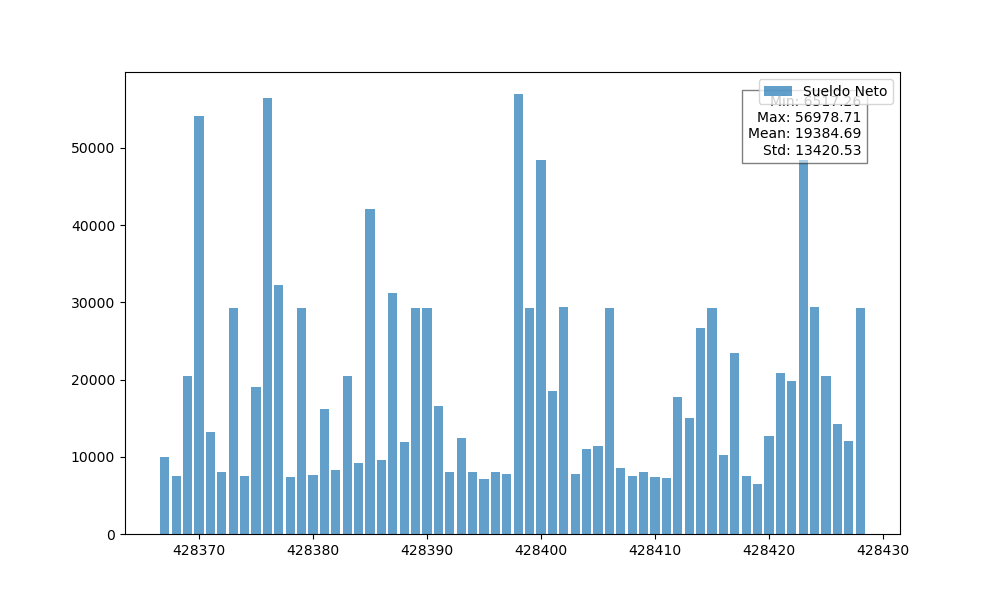 Sueldo Neto
Min: 6517.26
Max: 56978.71
Mean: 19384.69
Std: 13420.53
50000
40000
30000
20000
10000
0
428370 428380 428390 428400 428410 428420 428430